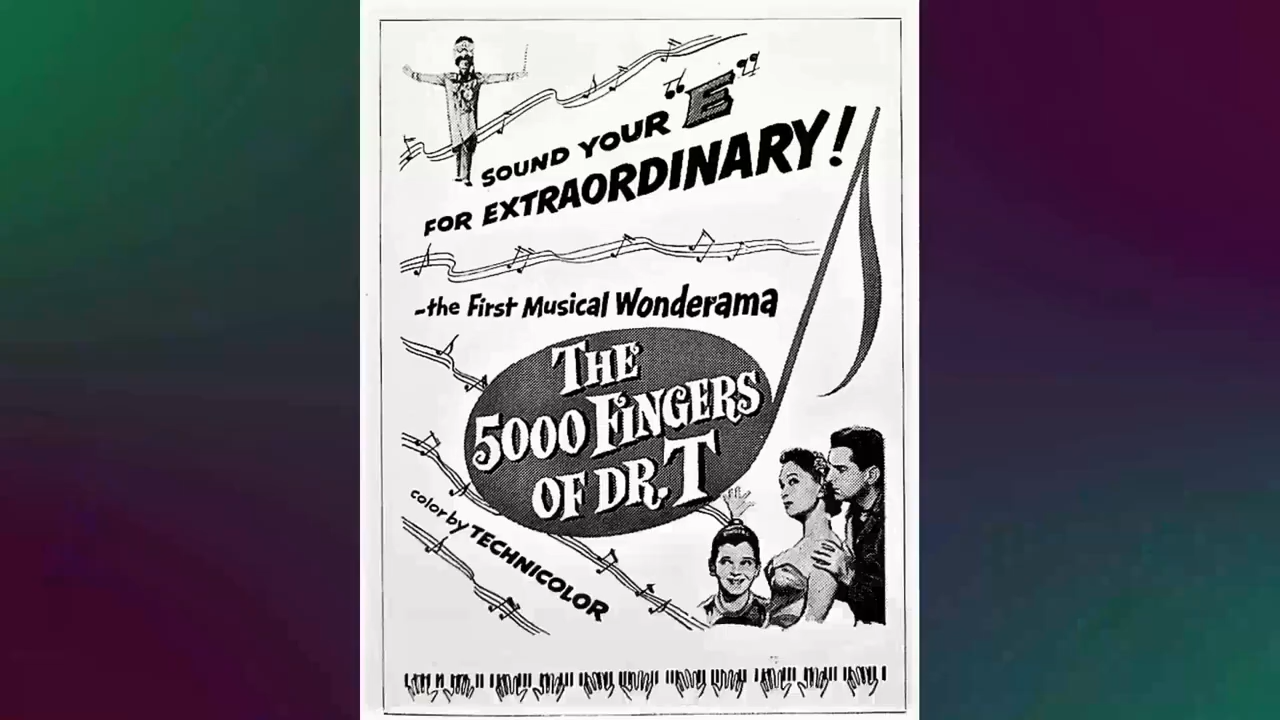 SOUND YOUR "E"
FOR EXTRAORDINARY!
-the First Musical Wonderama
THE
5000 FINGERS
OF DR. T
color by TECHNICOLOR